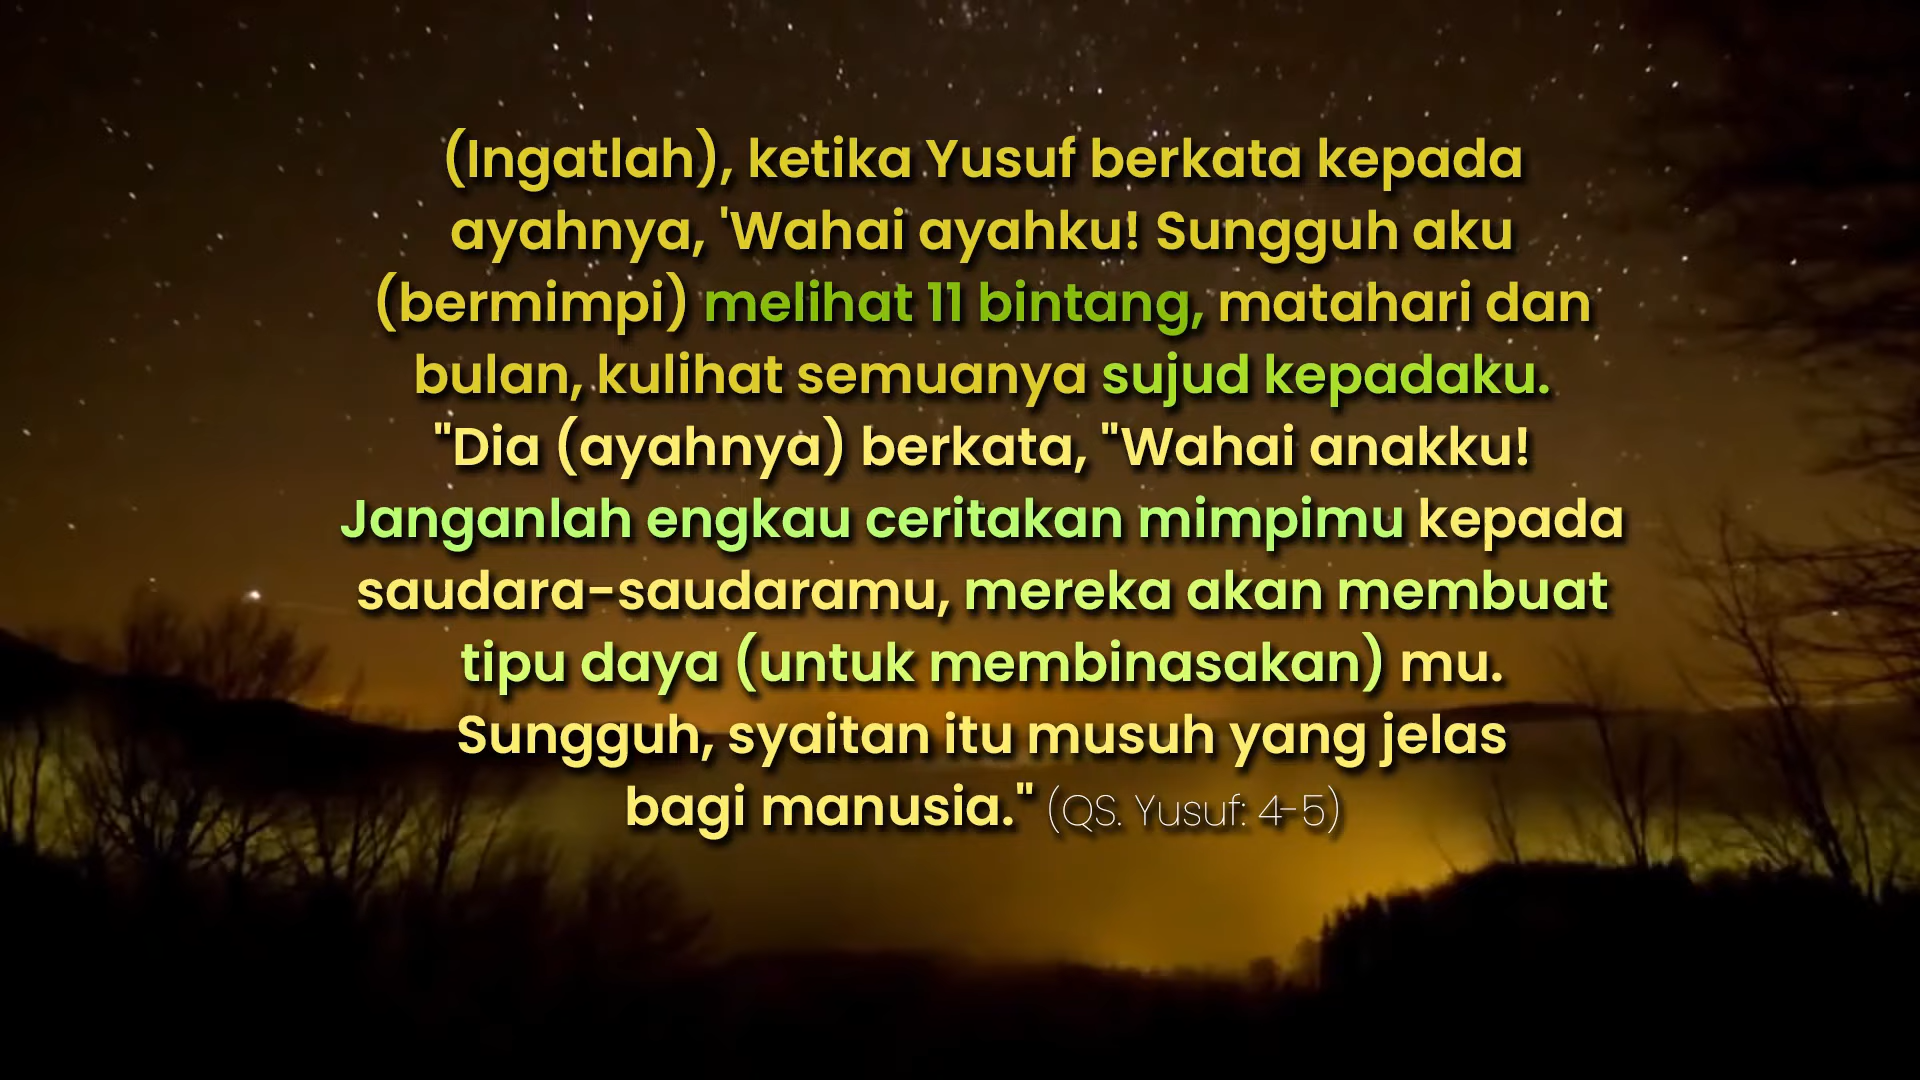 (Ingatlah), ketika Yusuf berkata kepada
ayahnya, 'Wahai ayahku! Sungguh aku
(bermimpi) melihat 11 bintang, matahari dan
bulan, kulihat semuanya sujud kepadaku.
"Dia (ayahnya) berkata, "Wahai anakku!
Janganlah engkau ceritakan mimpimu kepada
saudara-saudaramu, mereka akan membuat
tipu daya (untuk membinasakan) mu.
Sungguh, syaitan itu musuh yang jelas
bagi manusia." (QS. Yusuf: 4-5)